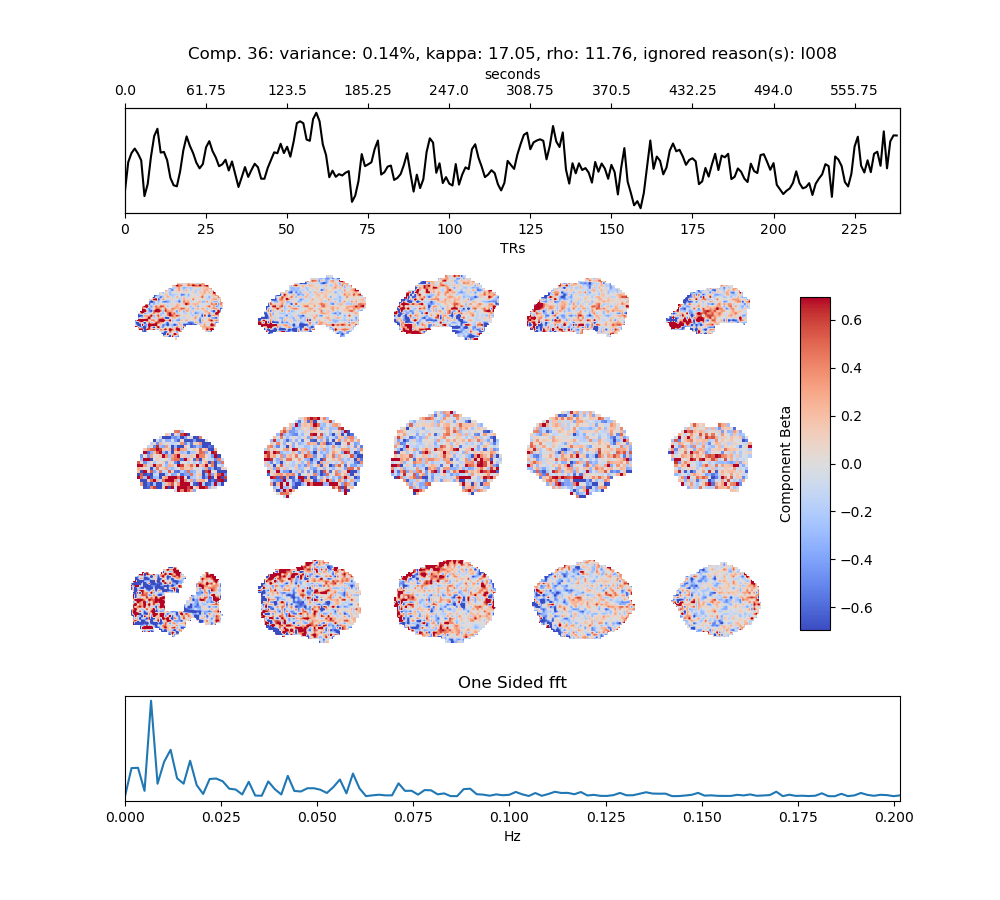 Comp. 36: variance: 0.14%, kappa: 17.05, rho: 11.76, ignored reason(s): I008
seconds
0.0 61.75 123.5 185.25 247.0 308.75 370.5 432.25 494.0 555.75
0 25 50 75 100 125 150 175 200 225
TRs
0.6
0.4
0.2
0.0
−0.2
−0.4
−0.6
Component Beta
One Sided fft
0.000 0.025 0.050 0.075 0.100 0.125 0.150 0.175 0.200
Hz